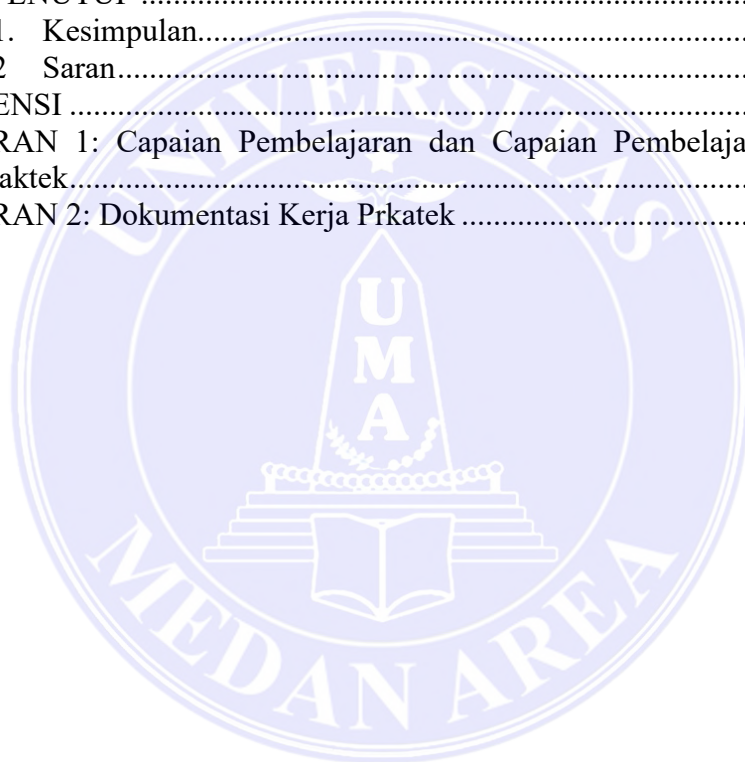 ENUTUP ........................................................................
1. Kesimpulan...................................................................
2 Saran...........................................................................
ENSI ................................................................................
RAN 1: Capaian Pembelajaran dan Capaian Pembelaja
aktek................................................................................
RAN 2: Dokumentasi Kerja Prkatek .....................................
UNIVERSITAS
UMA
MEDAN AREA